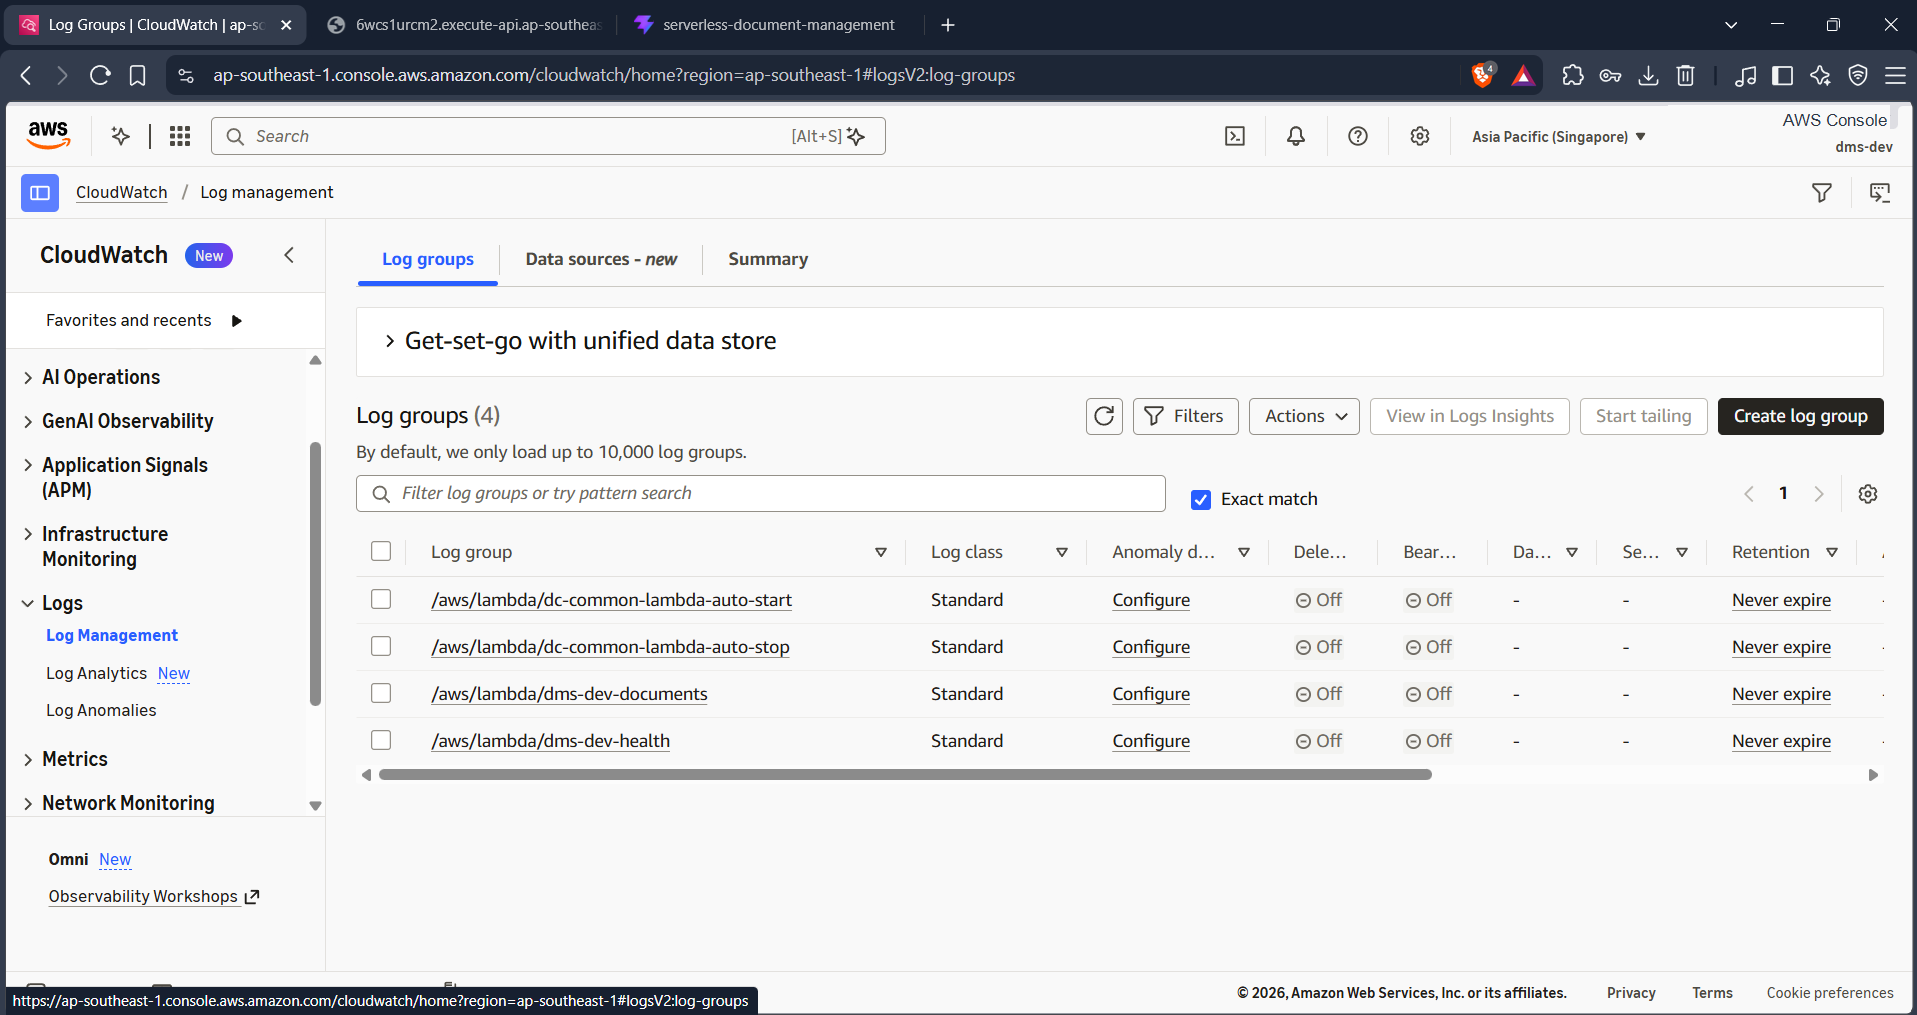 Log Groups | CloudWatch | ap-sc
6wcs1urcm2.execute-api.ap-southeas
serverless-document-management
ap-southeast-1.console.aws.amazon.com/cloudwatch/home?region=ap-southeast-1#logsV2:log-groups
4
aws
Search
[Alt+S]
Asia Pacific (Singapore)
AWS Console
dms-dev
CloudWatch / Log management
CloudWatch New
Favorites and recents
AI Operations
GenAI Observability
Application Signals
(APM)
Infrastructure
Monitoring
Logs
Log Management
Log Analytics New
Log Anomalies
Metrics
Network Monitoring
Omni New
Observability Workshops
Log groups
Data sources - new
Summary
Get-set-go with unified data store
Log groups (4)
By default, we only load up to 10,000 log groups.
Filters
Actions
View in Logs Insights
Start tailing
Create log group
Filter log groups or try pattern search
Exact match
1
Log group Log class Anomaly d... Dele... Bear... Da... Se... Retention
/aws/lambda/dc-common-lambda-auto-start Standard Configure Off Off - - Never expire
/aws/lambda/dc-common-lambda-auto-stop Standard Configure Off Off - - Never expire
/aws/lambda/dms-dev-documents Standard Configure Off Off - - Never expire
/aws/lambda/dms-dev-health Standard Configure Off Off - - Never expire
https://ap-southeast-1.console.aws.amazon.com/cloudwatch/home?region=ap-southeast-1#logsV2:log-groups
© 2026, Amazon Web Services, Inc. or its affiliates.
Privacy
Terms
Cookie preferences